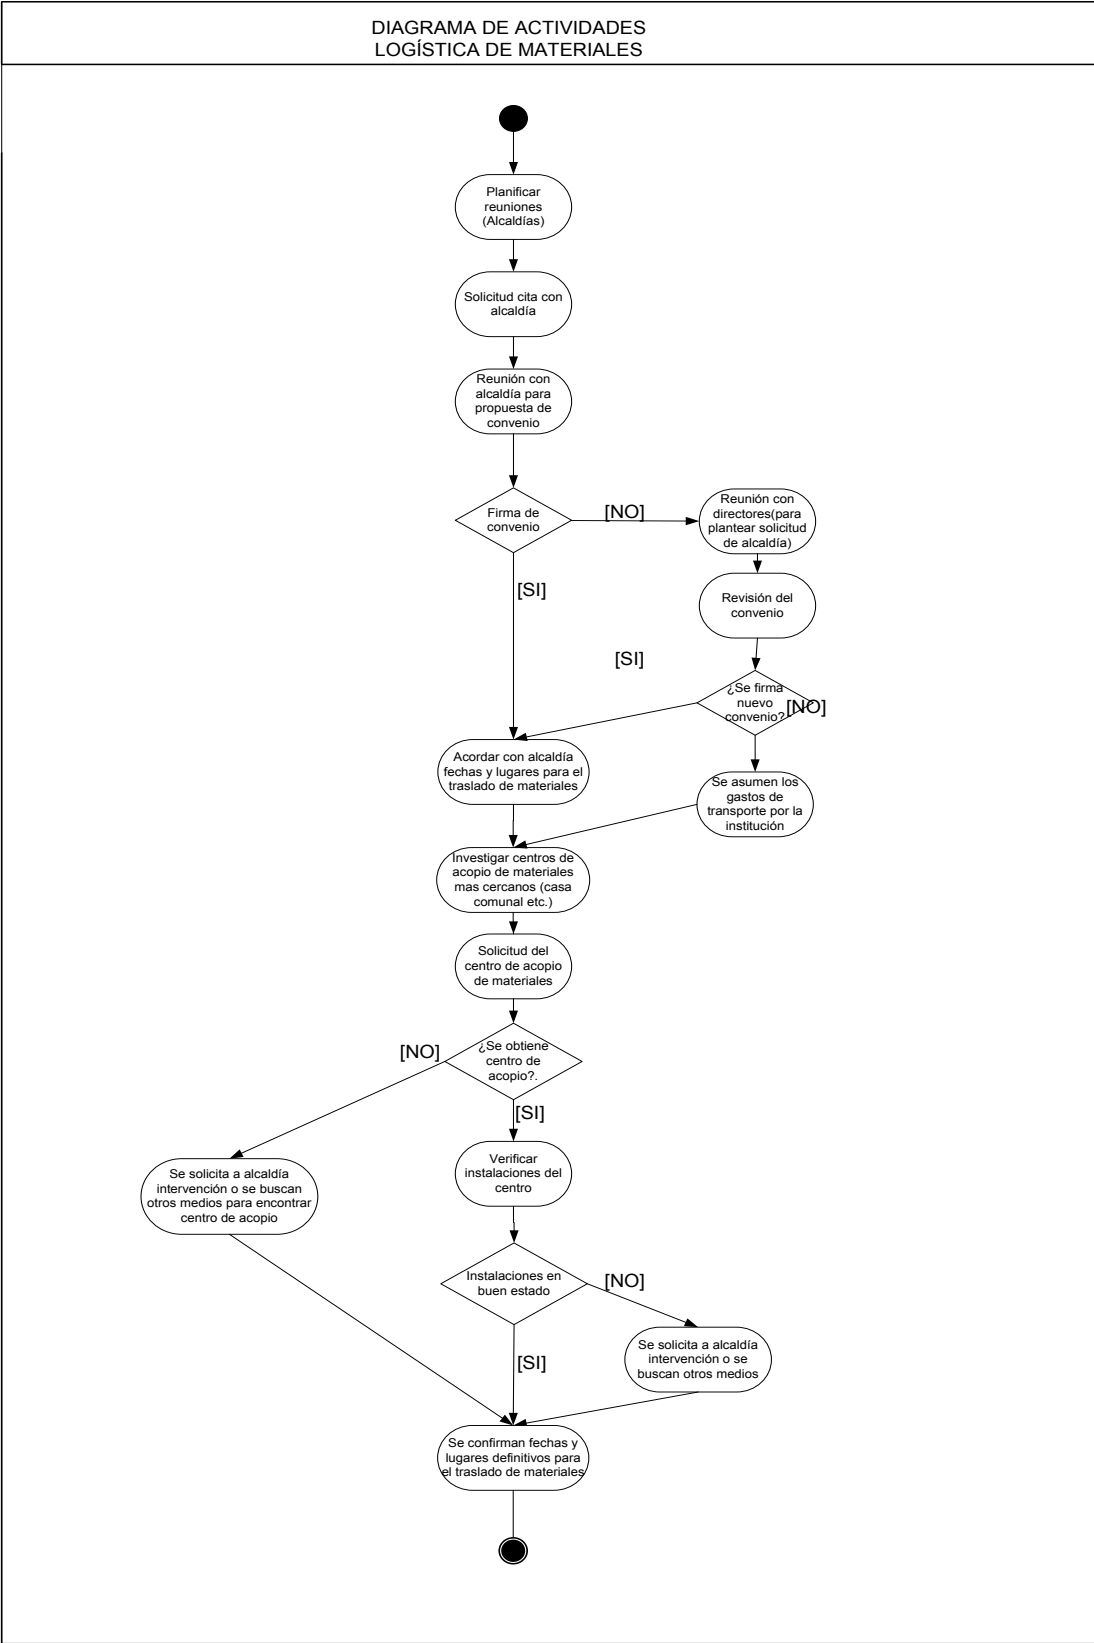 DIAGRAMA DE ACTIVIDADES
LOGÍSTICA DE MATERIALES
Planificar
reuniones
(Alcaldías)
Solicitud cita con
alcaldía
Reunión con
alcaldía para
propuesta de
convenio
Firma de
convenio
[NO]
Reunión con
directores(para
plantear solicitud
de alcaldía)
[SI]
Revisión del
convenio
[SI]
¿Se firma
nuevo
convenio?
[NO]
Acordar con alcaldía
fechas y lugares para el
traslado de materiales
Se asumen los
gastos de
transporte por la
institución
Investigar centros de
acopio de materiales
mas cercanos (casa
comunal etc.)
Solicitud del
centro de acopio
de materiales
[NO]
¿Se obtiene
centro de
acopio?.
[SI]
Se solicita a alcaldía
intervención o se buscan
otros medios para encontrar
centro de acopio
Verificar
instalaciones del
centro
Instalaciones en
buen estado
[NO]
[SI]
Se solicita a alcaldía
intervención o se
buscan otros medios
Se confirman fechas y
lugares definitivos para
el traslado de materiales